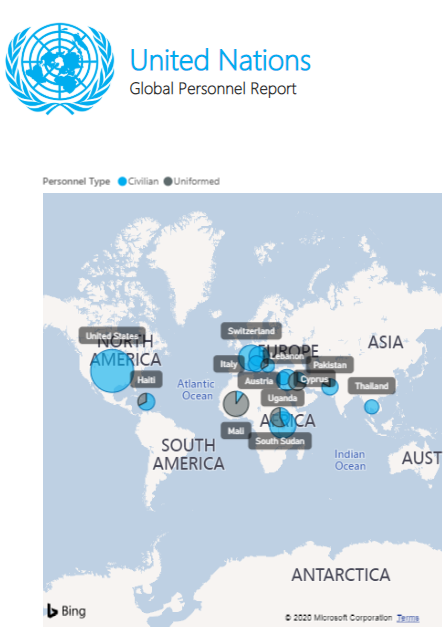 United Nations
Global Personnel Report
Personnel Type Civilian Uniformed
United States
NORTH
AMERICA
Switzerland
EUROPE
Lebanon
ASIA
Italy
Pakistan
Haiti
Austria
Cyprus
Thailand
Atlantic
Ocean
Uganda
AFRICA
Mali
South Sudan
SOUTH
AMERICA
Indian
Ocean
AUST
ANTARCTICA
Bing
© 2020 Microsoft Corporation Terms